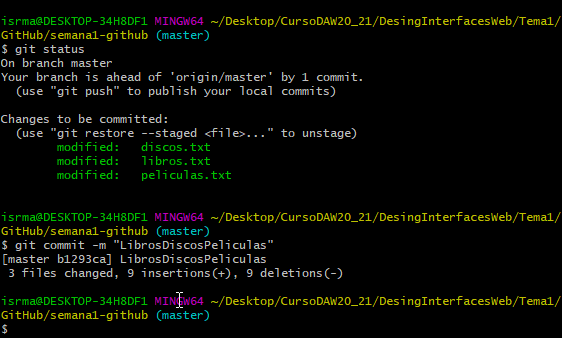 isrma@DESKTOP-34H8DF1 MINGW64 ~/Desktop/CursoDAW20_21/DesingInterfacesWeb/Tema1/
GitHub/semana1-github (master)
$ git status
On branch master
Your branch is ahead of 'origin/master' by 1 commit.
  (use "git push" to publish your local commits)

Changes to be committed:
  (use "git restore --staged <file>..." to unstage)
        modified:   discos.txt
        modified:   libros.txt
        modified:   peliculas.txt

isrma@DESKTOP-34H8DF1 MINGW64 ~/Desktop/CursoDAW20_21/DesingInterfacesWeb/Tema1/
GitHub/semana1-github (master)
$ git commit -m "LibrosDiscosPeliculas"
[master b1293ca] LibrosDiscosPeliculas
 3 files changed, 9 insertions(+), 9 deletions(-)

isrma@DESKTOP-34H8DF1 MINGW64 ~/Desktop/CursoDAW20_21/DesingInterfacesWeb/Tema1/
GitHub/semana1-github (master)
$